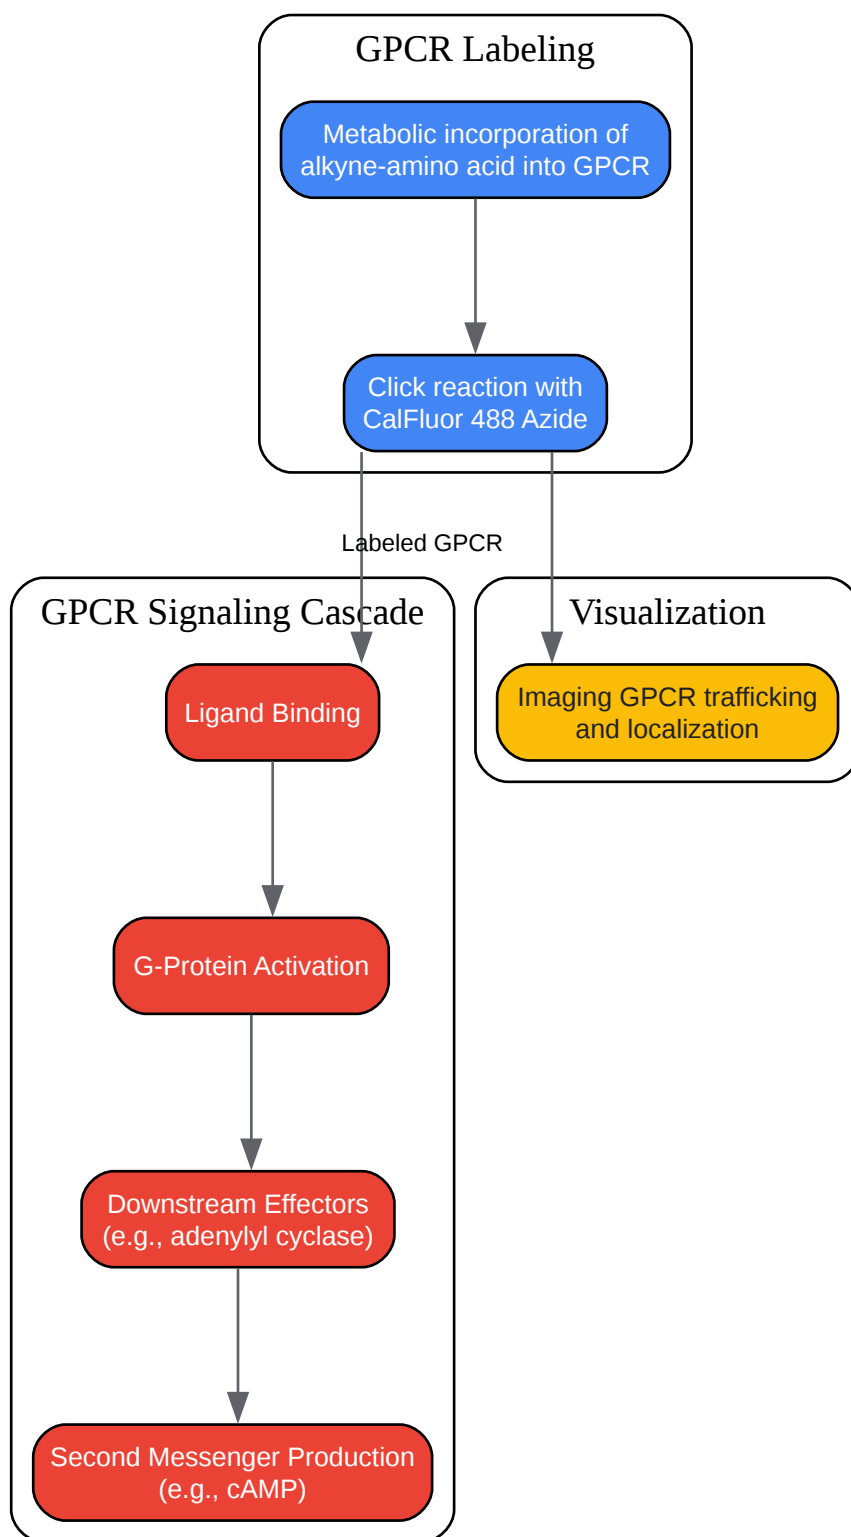 GPCR Labeling
Metabolic incorporation of
alkyne-amino acid into GPCR
Click reaction with
CalFluor 488 Azide
Labeled GPCR
GPCR Signaling Cascade
Ligand Binding
G-Protein Activation
Downstream Effectors
(e.g., adenylyl cyclase)
Second Messenger Production
(e.g., cAMP)
Visualization
Imaging GPCR trafficking
and localization